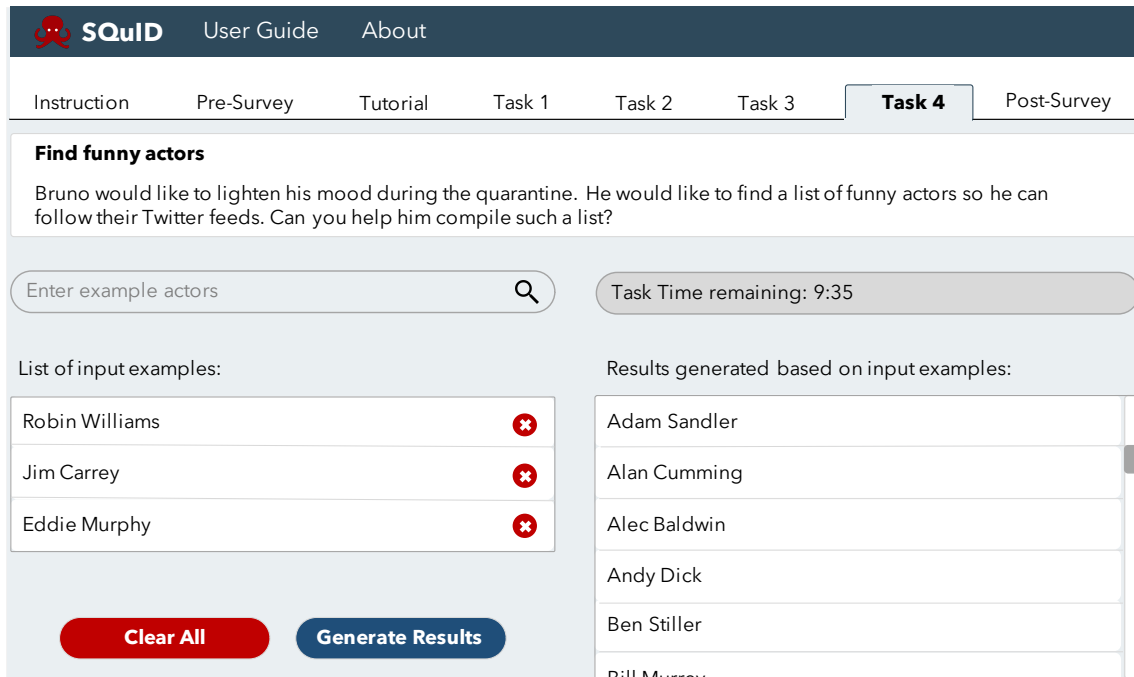 SQuID User Guide About
Instruction Pre-Survey Tutorial Task 1 Task 2 Task 3 Task 4 Post-Survey
Find funny actors
Bruno would like to lighten his mood during the quarantine. He would like to find a list of funny actors so he can
follow their Twitter feeds. Can you help him compile such a list?
Enter example actors
Task Time remaining: 9:35
List of input examples:
Robin Williams
Jim Carrey
Eddie Murphy
Clear All Generate Results
Results generated based on input examples:
Adam Sandler
Alan Cumming
Alec Baldwin
Andy Dick
Ben Stiller
Bill Murray